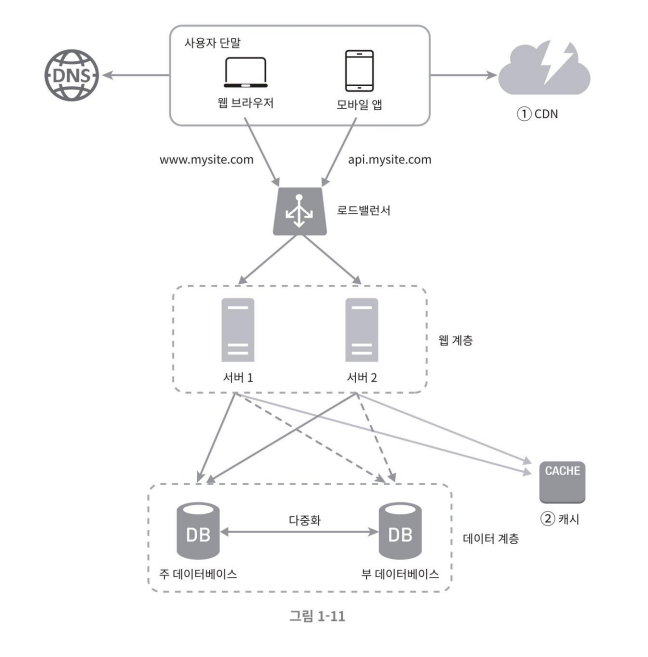 사용자 단말
DNS
웹 브라우저
모바일 앱
① CDN
www.mysite.com
api.mysite.com
로드밸런서
웹 계층
서버 1
서버 2
CACHE
② 캐시
다중화
DB
DB
데이터 계층
주 데이터베이스
부 데이터베이스
그림 1-11